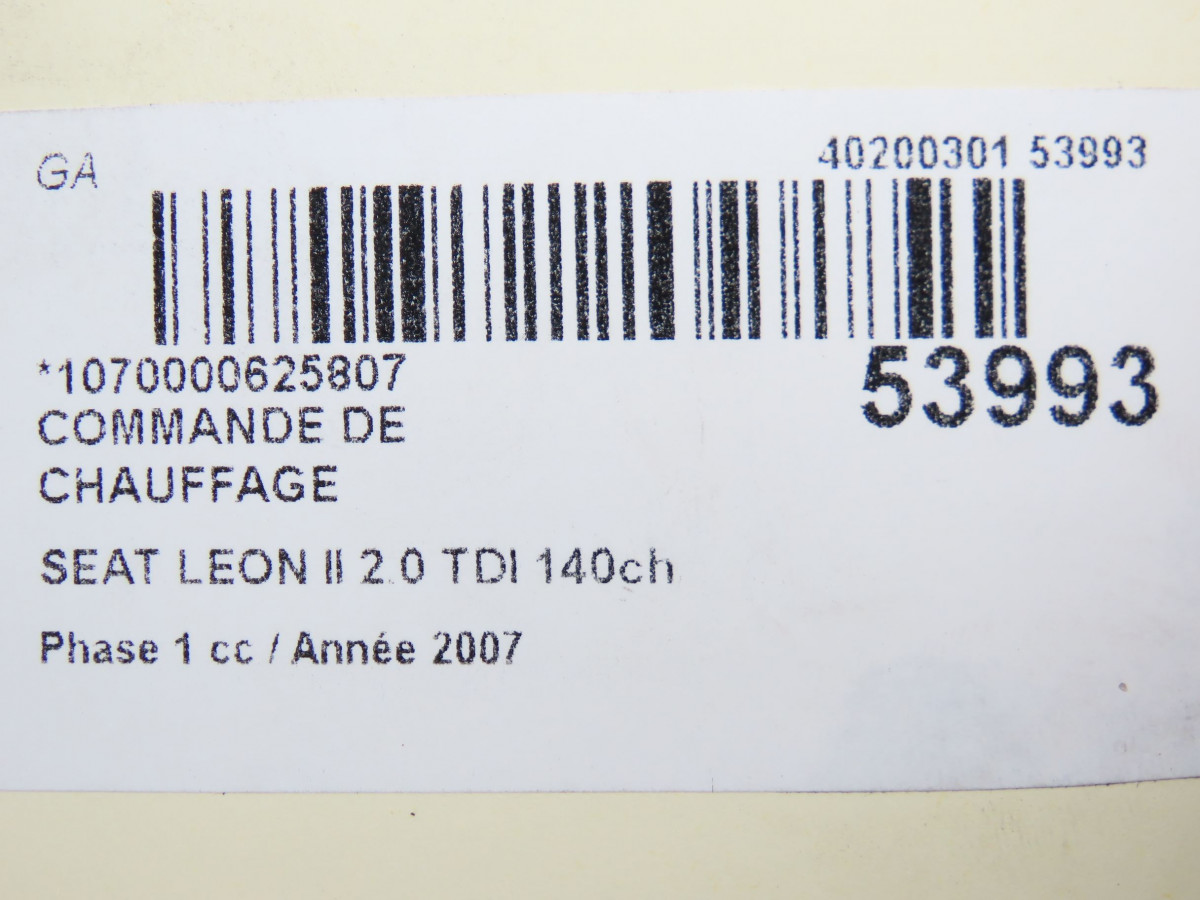 GA
40200301 53993
*1070000625807
53993
COMMANDE DE
CHAUFFAGE
SEAT LEON II 2.0 TDI 140ch
Phase 1 cc / Année 2007